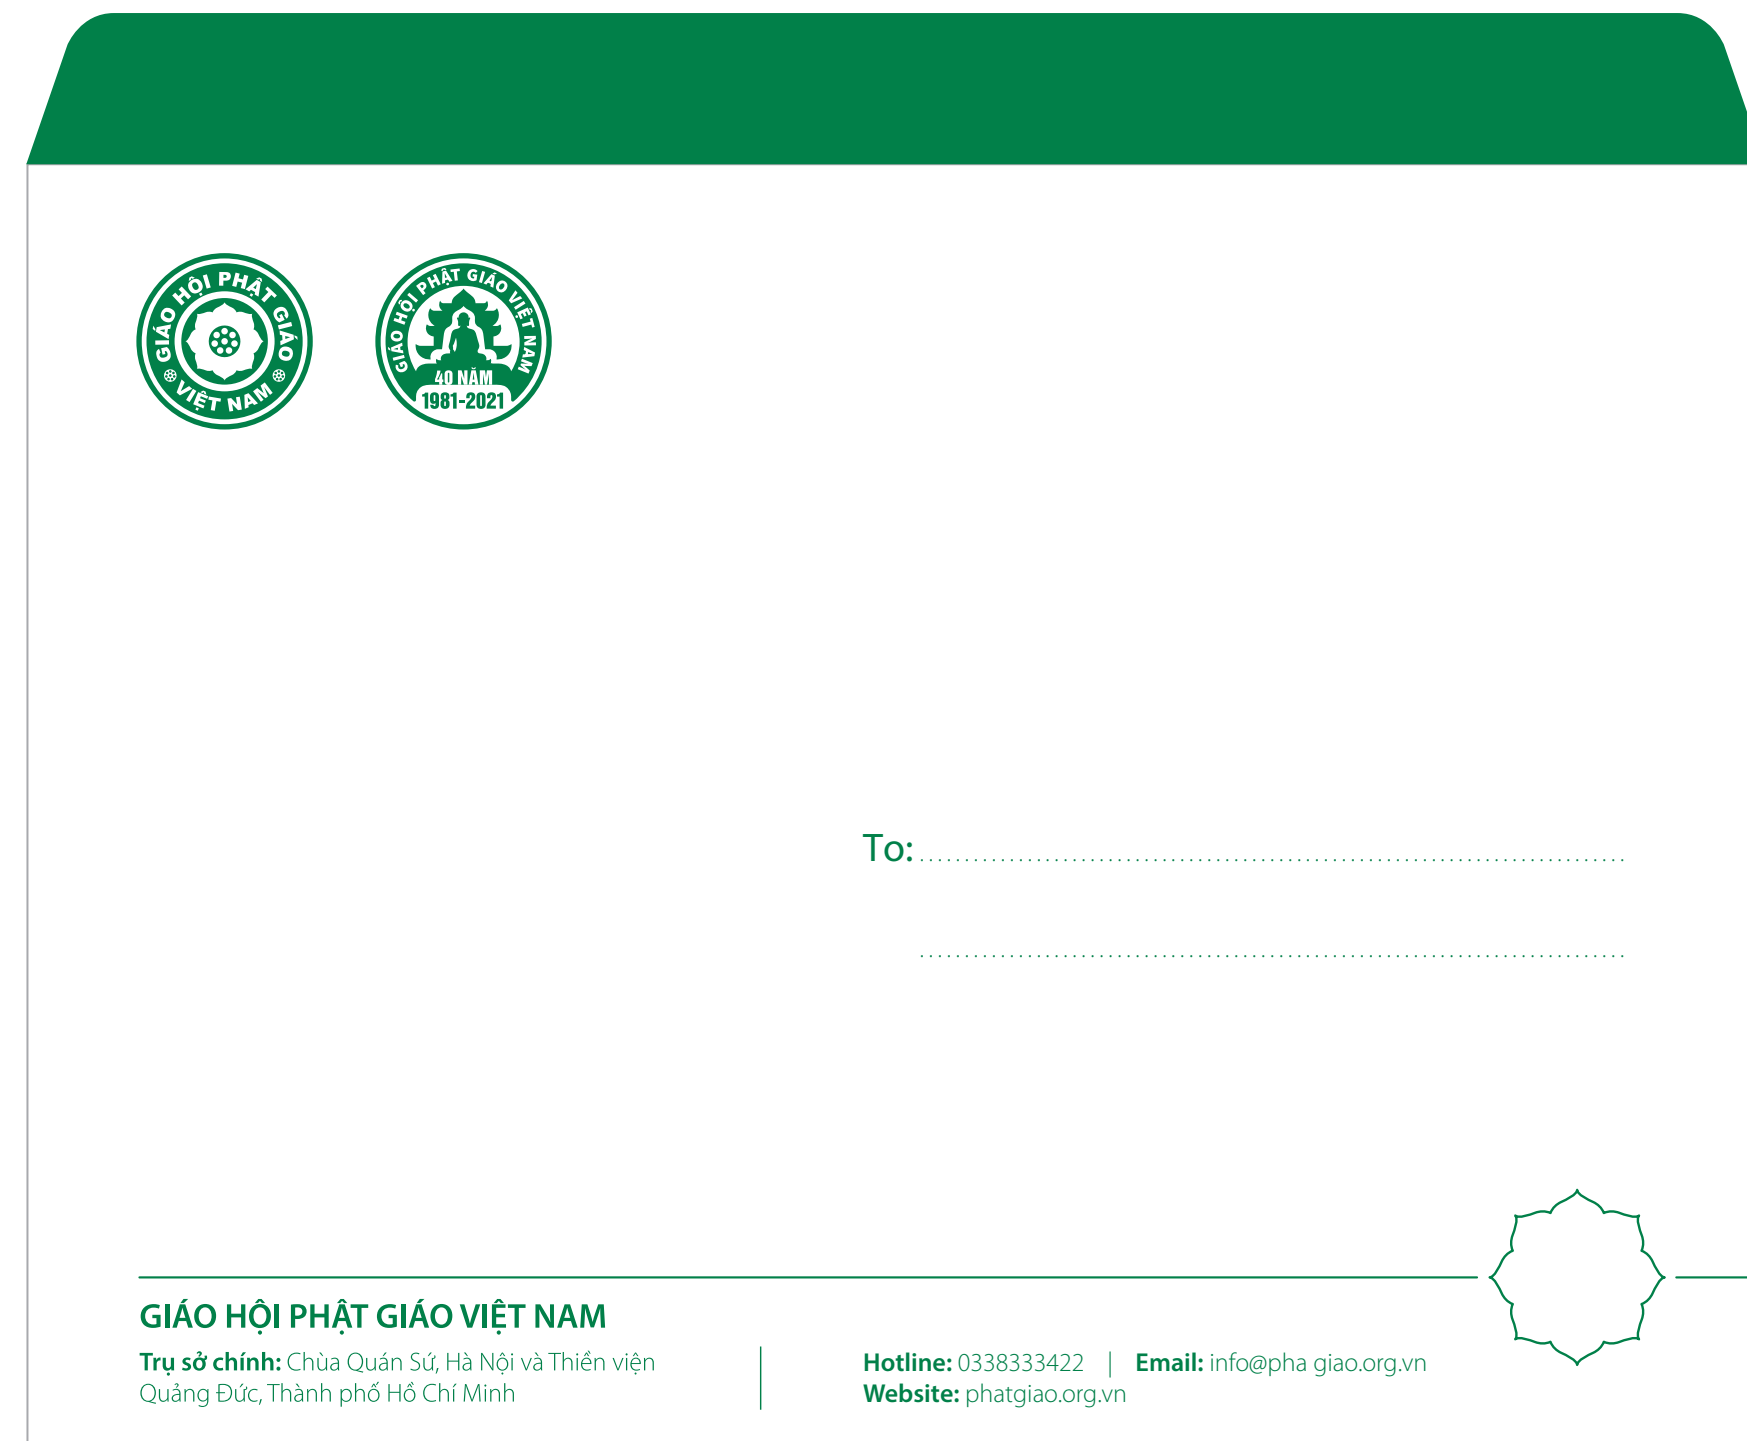 GIÁO HỘI PHẬT GIÁO
VIỆT NAM
GIÁO HỘI PHẬT GIÁO VIỆT NAM
40 NĂM
1981-2021
To:
GIÁO HỘI PHẬT GIÁO VIỆT NAM
Trụ sở chính: Chùa Quán Sứ, Hà Nội và Thiền viện
Quảng Đức, Thành phố Hồ Chí Minh
Hotline: 0338333422 | Email: info@pha giao.org.vn
Website: phatgiao.org.vn